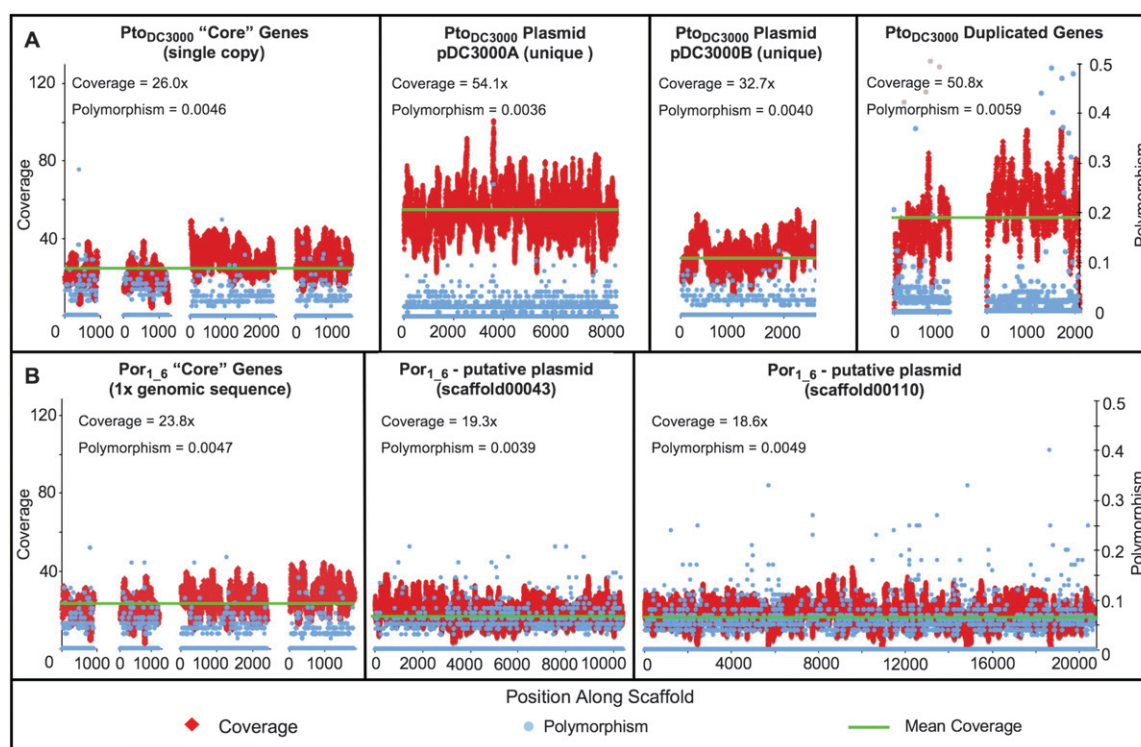 A
Pto_DC3000 “Core” Genes
(single copy)
Coverage = 26.0x
Polymorphism = 0.0046
Pto_DC3000 Plasmid
pDC3000A (unique )
Coverage = 54.1x
Polymorphism = 0.0036
Pto_DC3000 Plasmid
pDC3000B (unique)
Coverage = 32.7x
Polymorphism = 0.0040
Pto_DC3000 Duplicated Genes
Coverage = 50.8x
Polymorphism = 0.0059
Coverage
120
80
40
0 1000 0 1000 0 1000 2000 0 1000
0 2000 4000 6000 8000
0 1000 2000
0 1000 0 1000 2000
0.5
0.4
0.3
0.2
0.1
0
Polymorphism
B
Por_1_6 “Core” Genes
(1x genomic sequence)
Coverage = 23.8x
Polymorphism = 0.0047
Por_1_6 - putative plasmid
(scaffold00043)
Coverage = 19.3x
Polymorphism = 0.0039
Por_1_6 - putative plasmid
(scaffold00110)
Coverage = 18.6x
Polymorphism = 0.0049
Coverage
120
80
40
0 1000 0 1000 0 1000 2000 0 1000
0 2000 4000 6000 8000 10000
0 4000 8000 12000 16000 20000
0.5
0.4
0.3
0.2
0.1
0
Polymorphism
Position Along Scaffold
Coverage
Polymorphism
Mean Coverage